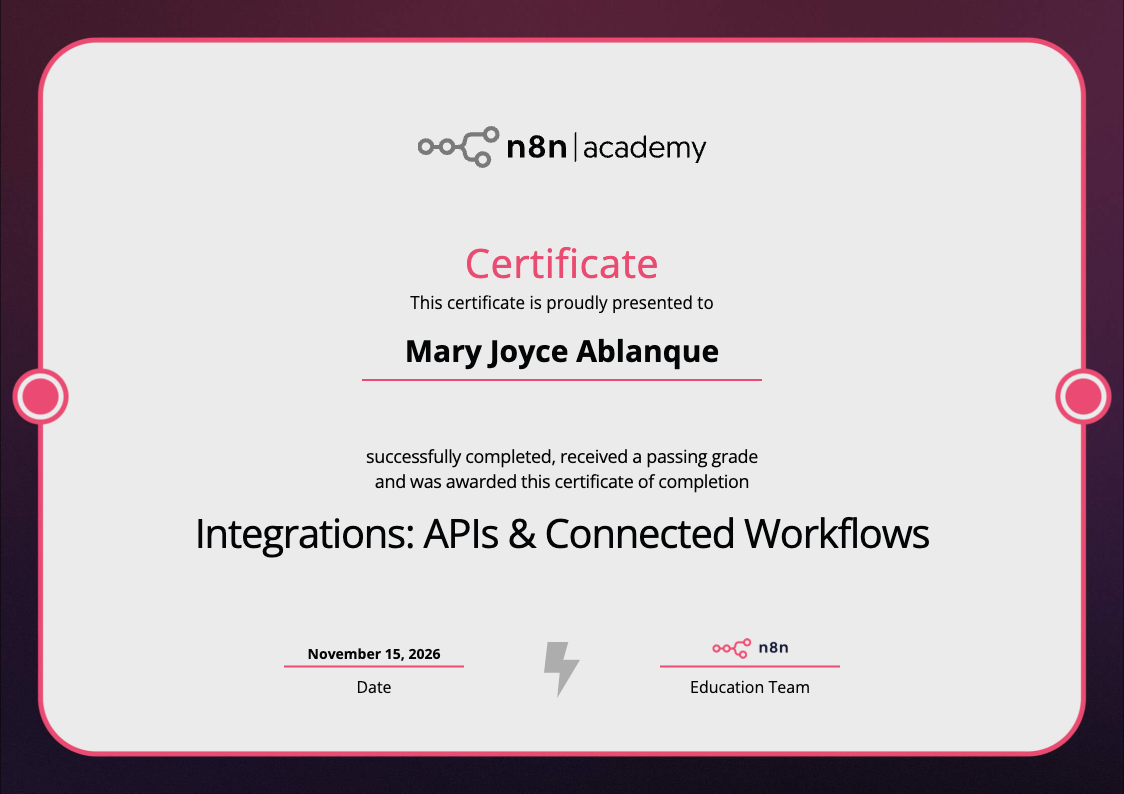 n8n | academy
Certificate
This certificate is proudly presented to
Mary Joyce Ablanque
successfully completed, received a passing grade
and was awarded this certificate of completion
Integrations: APIs & Connected Workflows
November 15, 2026
Date
n8n
Education Team